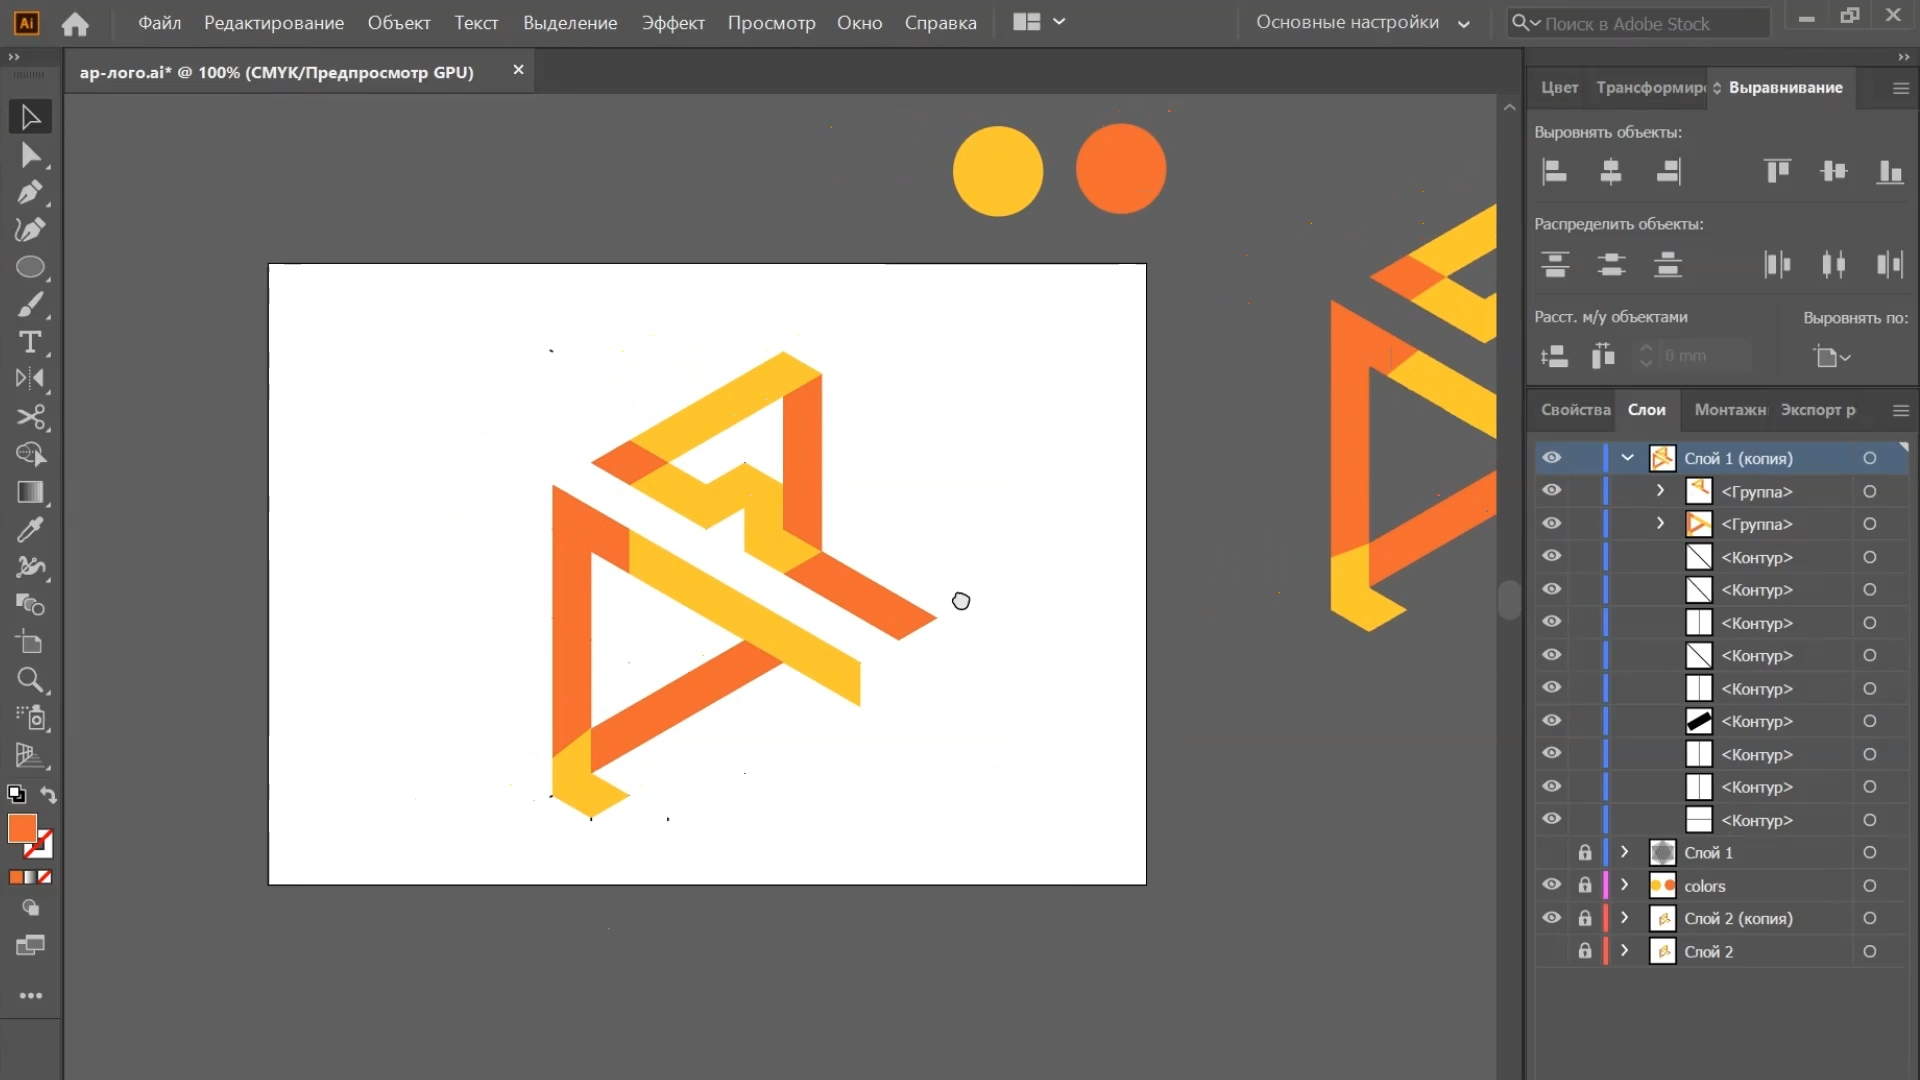 Ai
Файл Редактирование Объект Текст Выделение Эффект Просмотр Окно Справка
Основные настройки
Поиск в Adobe Stock
ар-лого.ai* @ 100% (CMYK/Предпросмотр GPU)
Цвет Трансформир Выравнивание
Выровнять объекты:
Распределить объекты:
Расст. м/у объектами
Выровнять по:
0 mm
Свойства Слои Монтажн Экспорт р
Слой 1 (копия)
<Группа>
<Группа>
<Контур>
<Контур>
<Контур>
<Контур>
<Контур>
<Контур>
<Контур>
<Контур>
<Контур>
Слой 1
colors
Слой 2 (копия)
Слой 2